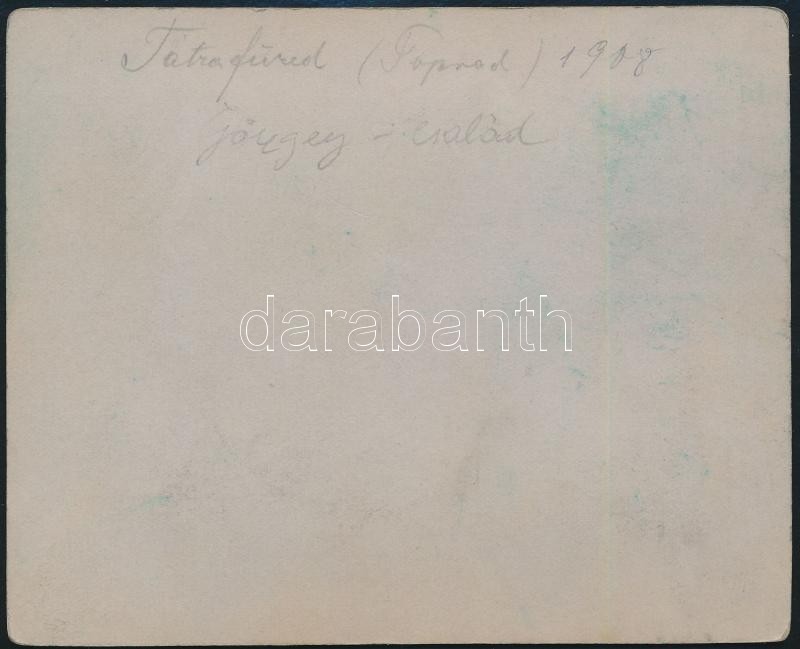 Tátrafüred (Poprad) 1908
Görgey - család
darabanth